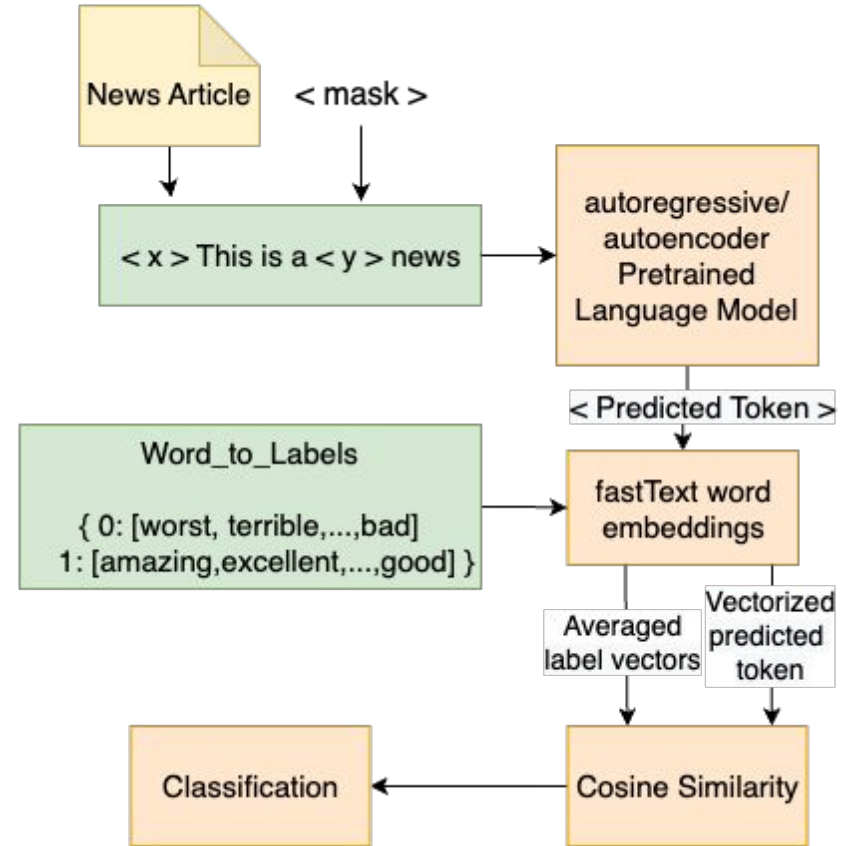 News Article
< mask >
< x > This is a < y > news
autoregressive/
autoencoder
Pretrained
Language Model
< Predicted Token >
Word_to_Labels
{ 0: [worst, terrible,...,bad]
1: [amazing,excellent,...,good] }
fastText word
embeddings
Averaged
label vectors
Vectorized
predicted
token
Classification
Cosine Similarity